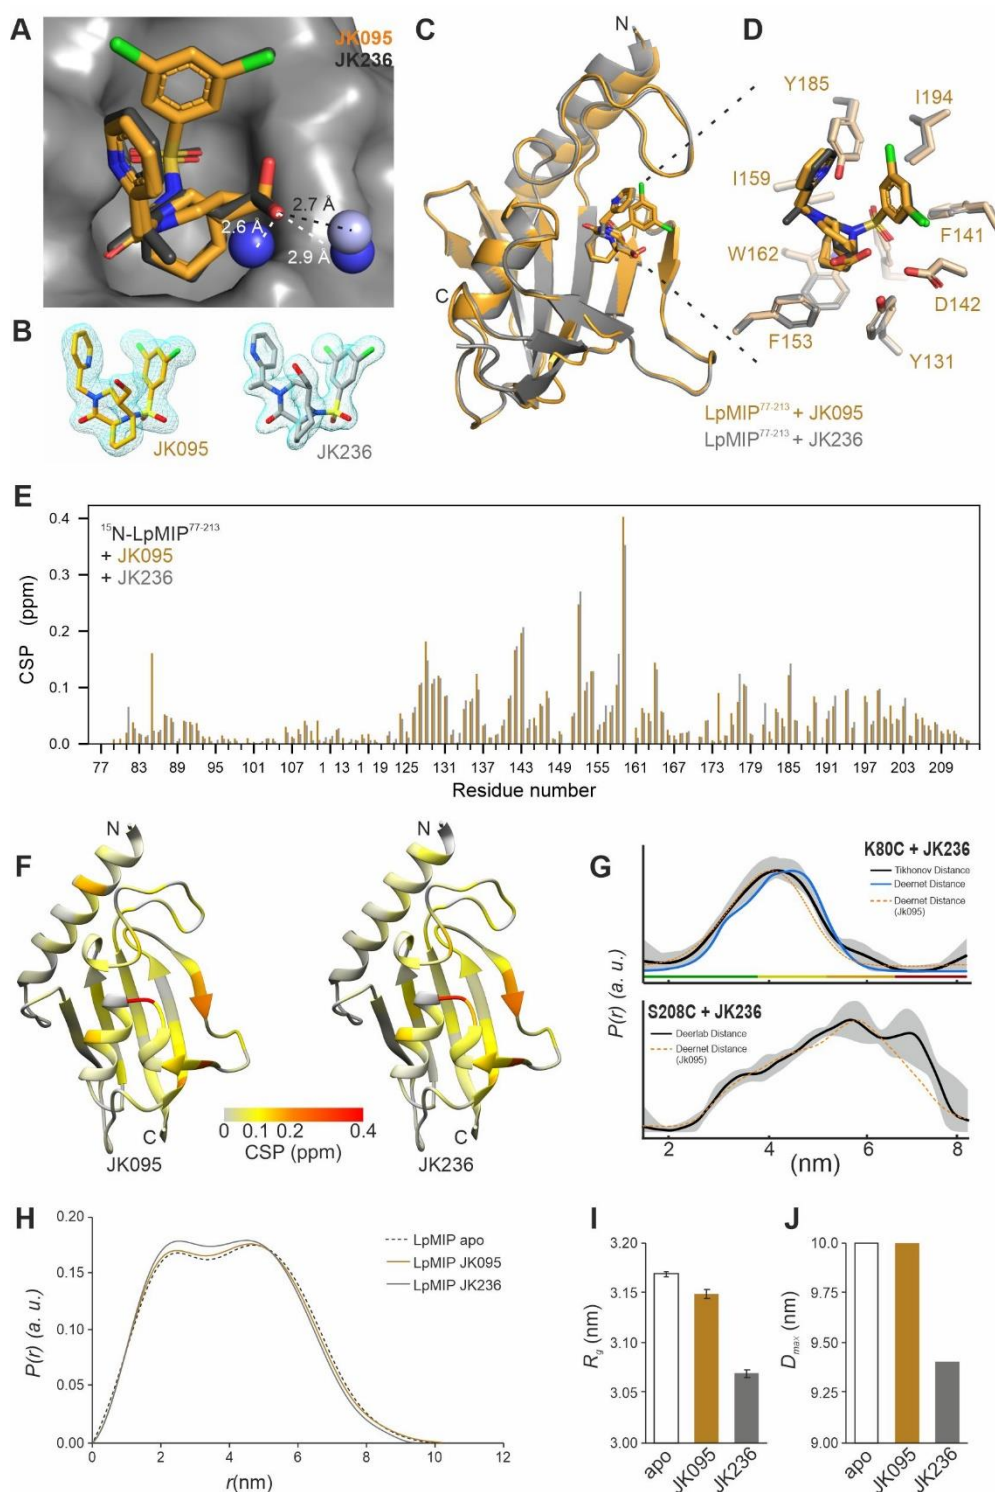 A
JK095
JK236
2.7 Å
2.6 Å
2.9 Å
B
JK095
JK236
C
N
C
LpMIP77-213 + JK095
LpMIP77-213 + JK236
D
Y185
I194
I159
F141
W162
D142
F153
Y131
E
CSP (ppm)
0.4
0.3
0.2
0.1
0.0
15N-LpMIP77-213
+ JK095
+ JK236
77 83 89 95 101 107 1 13 1 19 125 131 137 143 149 155 161 167 173 179 185 191 197 203 209
Residue number
F
N
N
C
C
JK095
JK236
0 0.1 0.2 0.4
CSP (ppm)
G
K80C + JK236
Tikhonov Distance
Deernet Distance
Deernet Distance
(Jk095)
S208C + JK236
Deerlab Distance
Deernet Distance
(Jk095)
P(r) (a. u.)
2 4 6 8
(nm)
H
P(r) (a. u.)
0.20
0.15
0.10
0.05
0.00
LpMIP apo
LpMIP JK095
LpMIP JK236
0 2 4 6 8 10 12
r(nm)
I
Rg (nm)
3.20
3.15
3.10
3.05
3.00
apo
JK095
JK236
J
Dmax (nm)
10.0
9.75
9.50
9.25
9.00
apo
JK095
JK236